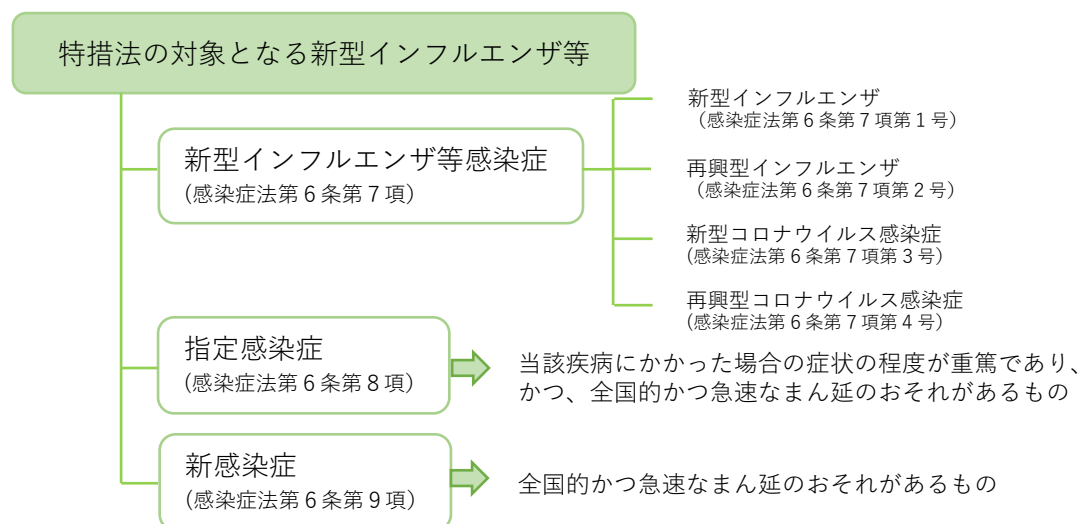 特措法の対象となる新型インフルエンザ等
新型インフルエンザ等感染症
(感染症法第6条第7項)
新型インフルエンザ
(感染症法第6条第7項第1号)
再興型インフルエンザ
(感染症法第6条第7項第2号)
新型コロナウイルス感染症
(感染症法第6条第7項第3号)
再興型コロナウイルス感染症
(感染症法第6条第7項第4号)
指定感染症
(感染症法第6条第8項)
当該疾病にかかった場合の症状の程度が重篤であり、
かつ、全国的かつ急速なまん延のおそれがあるもの
新感染症
(感染症法第6条第9項)
全国的かつ急速なまん延のおそれがあるもの